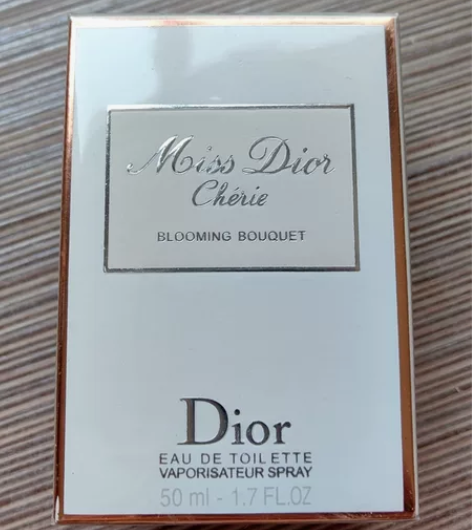 Miss Dior
Chérie
BLOOMING BOUQUET
Dior
EAU DE TOILETTE
VAPORISATEUR SPRAY
50 ml - 1.7 FL.OZ